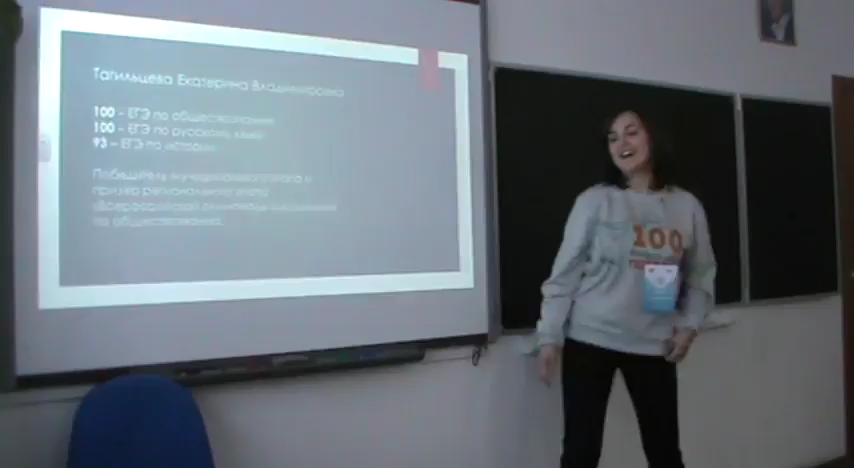 Тагильцева Екатерина Владимировна
100 – ЕГЭ по обществознанию
100 – ЕГЭ по русскому языку
93 – ЕГЭ по истории
Победитель муниципального этапа и
призер регионального этапа
«Всероссийской олимпиады школьников
по обществознанию.
100